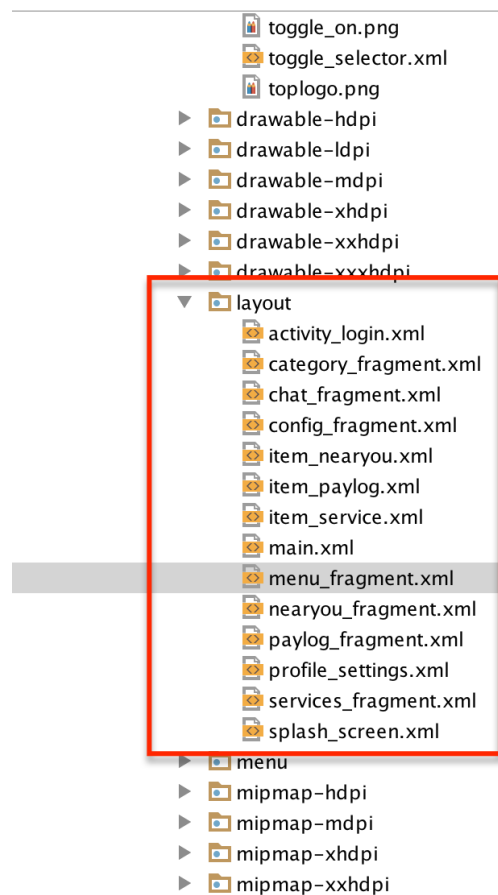 toggle_on.png
toggle_selector.xml
toplogo.png
drawable-hdpi
drawable-ldpi
drawable-mdpi
drawable-xhdpi
drawable-xxhdpi
drawable-xxxhdpi
layout
activity_login.xml
category_fragment.xml
chat_fragment.xml
config_fragment.xml
item_nearyou.xml
item_paylog.xml
item_service.xml
main.xml
menu_fragment.xml
nearyou_fragment.xml
paylog_fragment.xml
profile_settings.xml
services_fragment.xml
splash_screen.xml
menu
mipmap-hdpi
mipmap-mdpi
mipmap-xhdpi
mipmap-xxhdpi